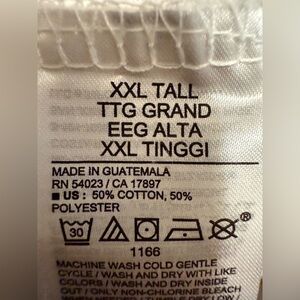 XXL TALL
TTG GRAND
EEG ALTA
XXL TINGGI
MADE IN GUATEMALA
RN 54023 / CA 17897
■ US: 50% COTTON, 50%
POLYESTER
30
1166
MACHINE WASH COLD GENTLE
CYCLE / WASH AND DRY WITH LIKE
COLORS / WASH AND DRY INSIDE
OUT / ONLY NON-CHLORINE BLEACH